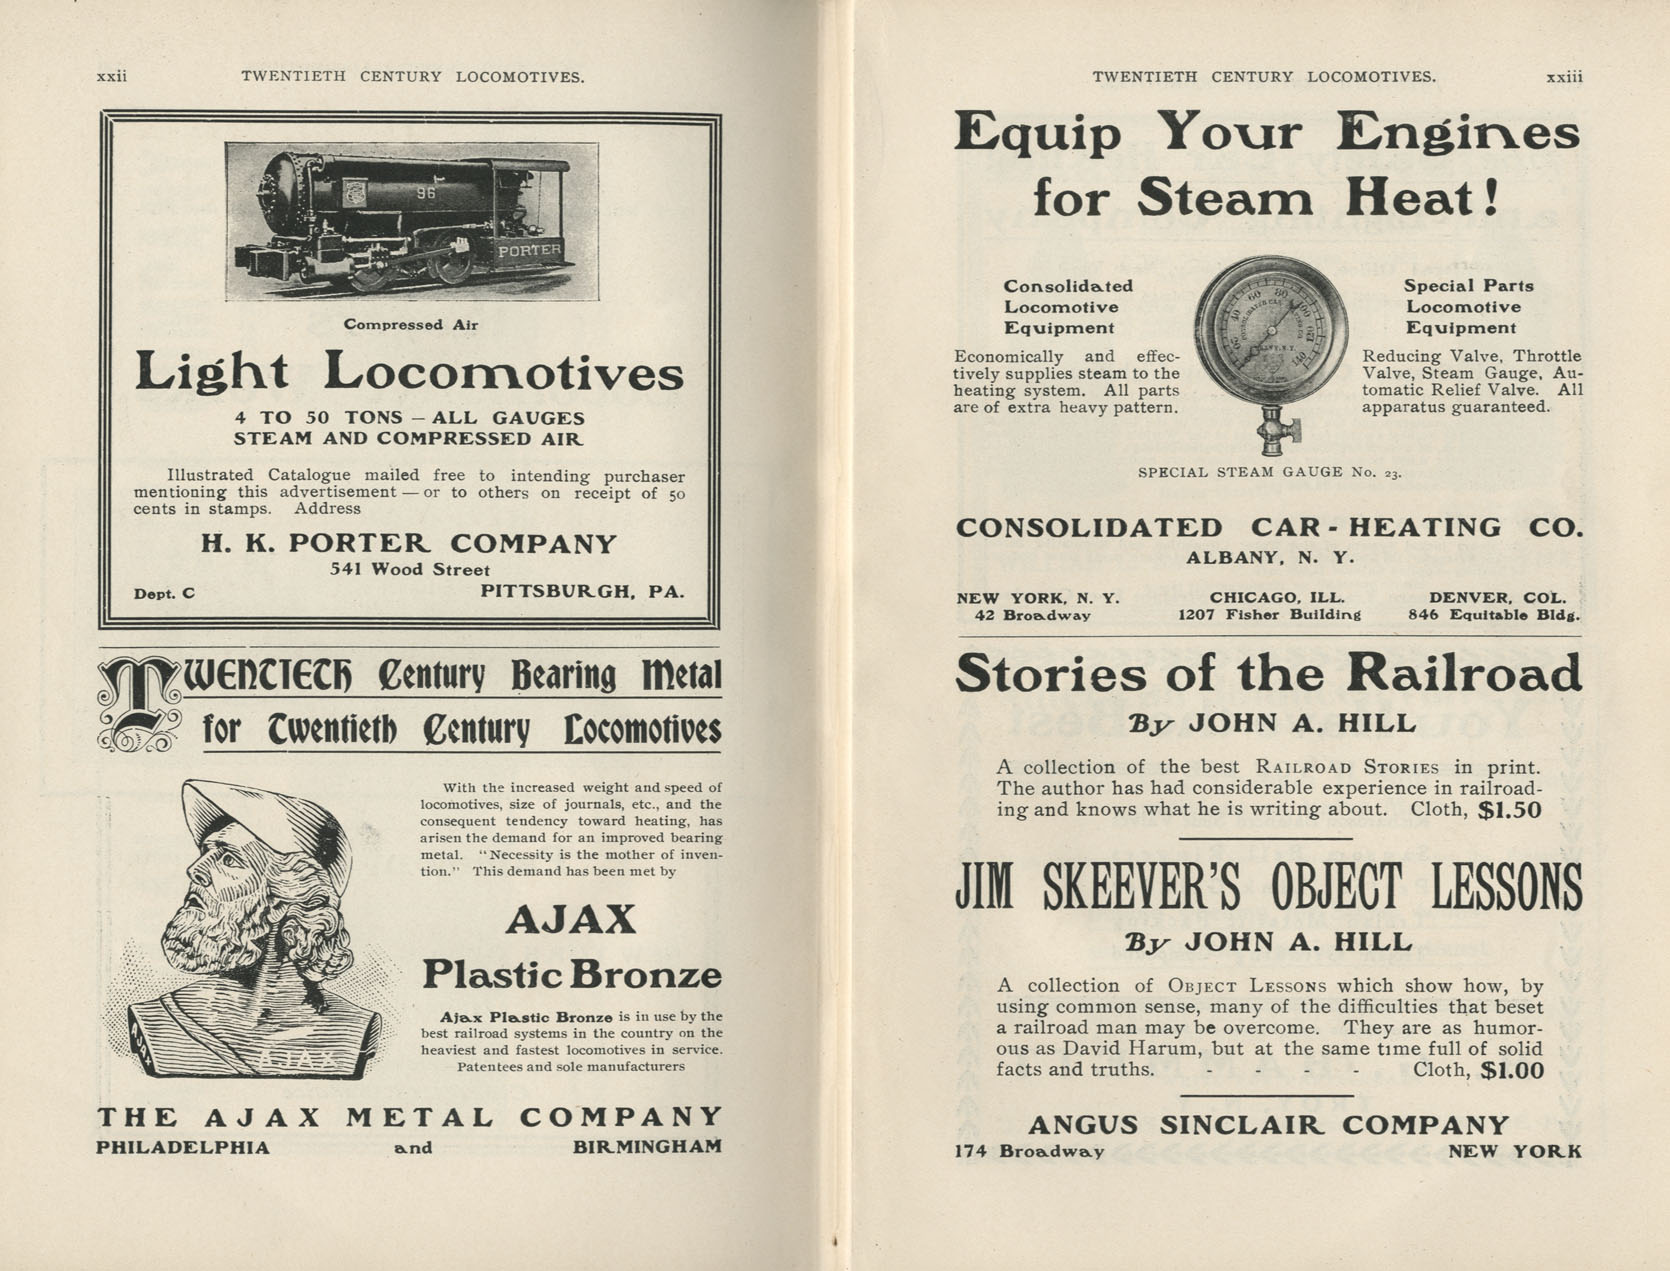 xxii
TWENTIETH CENTURY LOCOMOTIVES.
96
PORTER
Compressed Air
Light Locomotives
4 TO 50 TONS — ALL GAUGES
STEAM AND COMPRESSED AIR
Illustrated Catalogue mailed free to intending purchaser
mentioning this advertisement — or to others on receipt of 50
cents in stamps. Address
H. K. PORTER COMPANY
541 Wood Street
Dept. C
PITTSBURGH, PA.
TWENTIETH Century Bearing Metal
for Twentieth Century Locomotives
With the increased weight and speed of
locomotives, size of journals, etc., and the
consequent tendency toward heating, has
arisen the demand for an improved bearing
metal. "Necessity is the mother of inven-
tion." This demand has been met by
AJAX
Plastic Bronze
Ajax Plastic Bronze is in use by the
best railroad systems in the country on the
heaviest and fastest locomotives in service.
Patentees and sole manufacturers
AJAX
AJAX
THE AJAX METAL COMPANY
PHILADELPHIA and BIRMINGHAM
TWENTIETH CENTURY LOCOMOTIVES.
xxiii
Equip Your Engines
for Steam Heat!
Consolidated
Locomotive
Equipment
Economically and effec-
tively supplies steam to the
heating system. All parts
are of extra heavy pattern.
20 40 60 80 100 120 140
Special Parts
Locomotive
Equipment
Reducing Valve, Throttle
Valve, Steam Gauge, Au-
tomatic Relief Valve. All
apparatus guaranteed.
SPECIAL STEAM GAUGE No. 23.
CONSOLIDATED CAR-HEATING CO.
ALBANY, N. Y.
NEW YORK, N. Y. CHICAGO, ILL. DENVER, COL.
42 Broadway 1207 Fisher Building 846 Equitable Bldg.
Stories of the Railroad
By JOHN A. HILL
A collection of the best RAILROAD STORIES in print.
The author has had considerable experience in railroad-
ing and knows what he is writing about. Cloth, $1.50
JIM SKEEVER'S OBJECT LESSONS
By JOHN A. HILL
A collection of OBJECT LESSONS which show how, by
using common sense, many of the difficulties that beset
a railroad man may be overcome. They are as humor-
ous as David Harum, but at the same time full of solid
facts and truths. - - - - Cloth, $1.00
ANGUS SINCLAIR COMPANY
174 Broadway NEW YORK